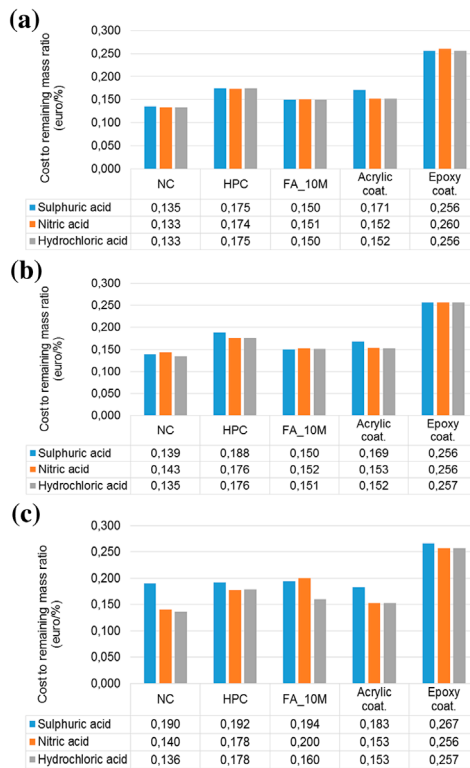 (a)
Cost to remaining mass ratio
(euro/%)
0,300
0,250
0,200
0,150
0,100
0,050
0,000
NC HPC FA_10M Acrylic coat. Epoxy coat.
Sulphuric acid 0,135 0,175 0,150 0,171 0,256
Nitric acid 0,133 0,174 0,151 0,152 0,260
Hydrochloric acid 0,133 0,175 0,150 0,152 0,256
(b)
Cost to remaining mass ratio
(euro/%)
0,300
0,250
0,200
0,150
0,100
0,050
0,000
NC HPC FA_10M Acrylic coat. Epoxy coat.
Sulphuric acid 0,139 0,188 0,150 0,169 0,256
Nitric acid 0,143 0,176 0,152 0,153 0,256
Hydrochloric acid 0,135 0,176 0,151 0,152 0,257
(c)
Cost to remaining mass ratio
(euro/%)
0,300
0,250
0,200
0,150
0,100
0,050
0,000
NC HPC FA_10M Acrylic coat. Epoxy coat.
Sulphuric acid 0,190 0,192 0,194 0,183 0,267
Nitric acid 0,140 0,178 0,200 0,153 0,256
Hydrochloric acid 0,136 0,178 0,160 0,153 0,257